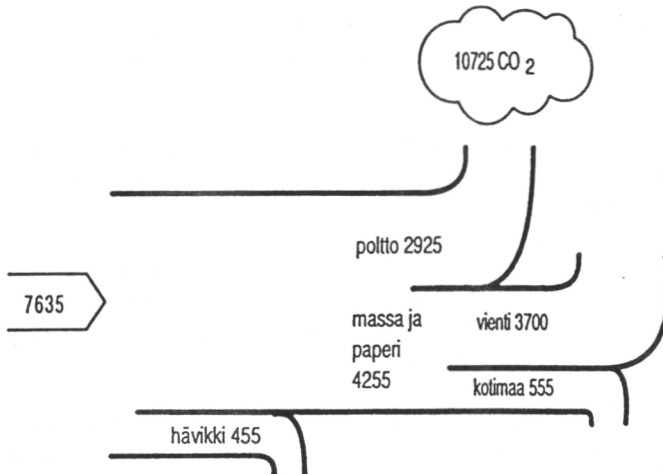 10725 CO 2
poltto 2925
7635
massa ja
paperi
4255
vienti 3700
kotimaa 555
hävikki 455